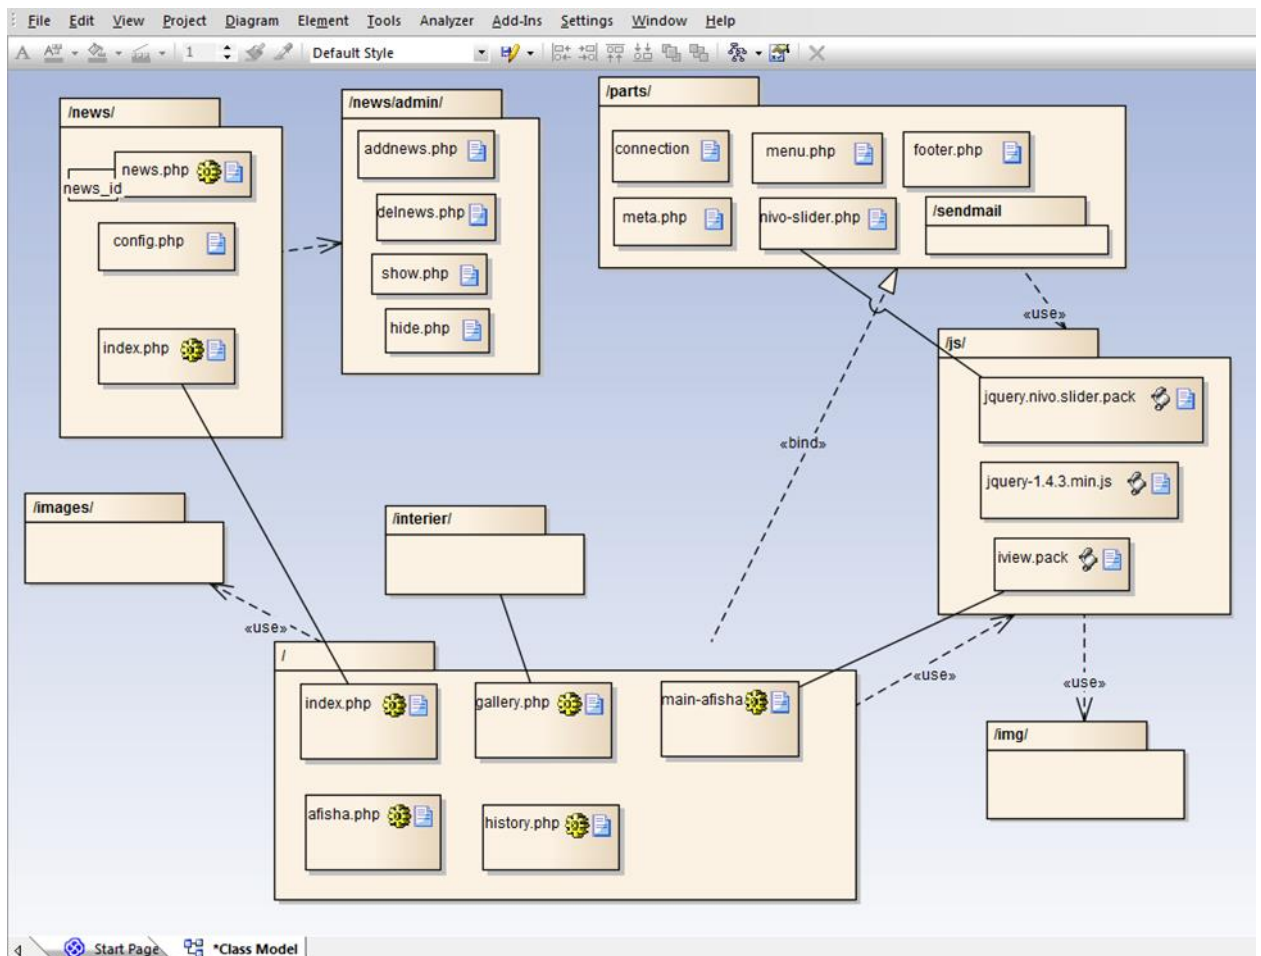 File Edit View Project Diagram Element Tools Analyzer Add-Ins Settings Window Help
A 1 Default Style
/news/
news.php
news_id
config.php
index.php
/news/admin/
addnews.php
delnews.php
show.php
hide.php
/parts/
connection
menu.php
footer.php
meta.php
nivo-slider.php
/sendmail
«use»
/js/
jquery.nivo.slider.pack
jquery-1.4.3.min.js
iview.pack
«bind»
/images/
/interier/
«use»
/
index.php
gallery.php
main-afisha
afisha.php
history.php
«use»
«use»
/img/
Start Page *Class Model